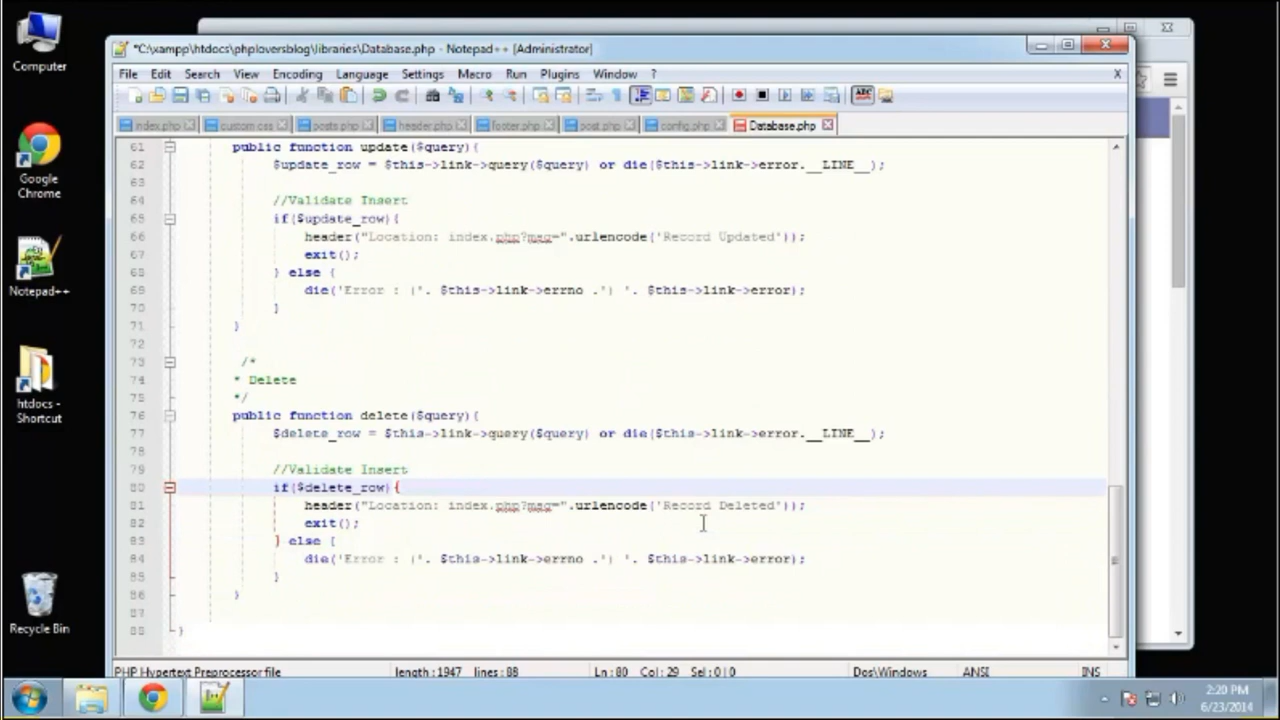 Computer
Google
Chrome
Notepad++
htdocs -
Shortcut
Recycle Bin
*C:\xampp\htdocs\phploversblog\libraries\Database.php - Notepad++ [Administrator]
File Edit Search View Encoding Language Settings Macro Run Plugins Window ? X
ABC
index.php custom.css posts.php header.php footer.php post.php config.php Database.php
61 public function update($query){
62 $update_row = $this->link->query($query) or die($this->link->error.__LINE__);
63
64 //Validate Insert
65 if($update_row){
66 header("Location: index.php?msg=".urlencode('Record Updated'));
67 exit();
68 } else {
69 die('Error : ('. $this->link->errno .') '. $this->link->error);
70 }
71 }
72
73 /*
74 * Delete
75 */
76 public function delete($query){
77 $delete_row = $this->link->query($query) or die($this->link->error.__LINE__);
78
79 //Validate Insert
80 if($delete_row){
81 header("Location: index.php?msg=".urlencode('Record Deleted'));
82 exit();
83 } else {
84 die('Error : ('. $this->link->errno .') '. $this->link->error);
85 }
86 }
87
88 }
PHP Hypertext Preprocessor file length : 1947 lines : 88 Ln : 80 Col : 29 Sel : 0 | 0 Dos\Windows ANSI INS
2:20 PM
6/23/2014